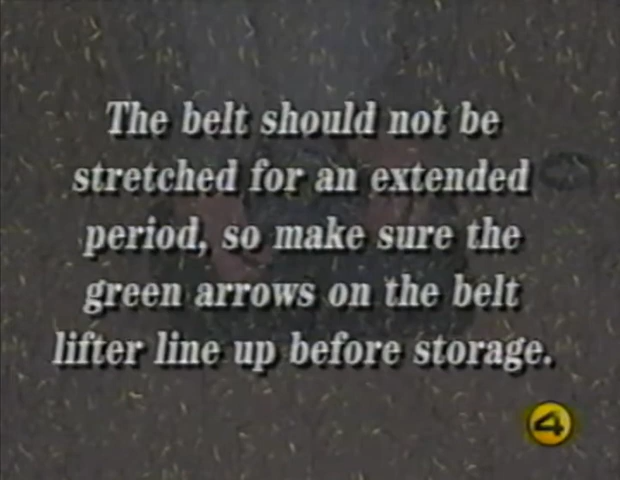 The belt should not be
stretched for an extended
period, so make sure the
green arrows on the belt
lifter line up before storage.
4